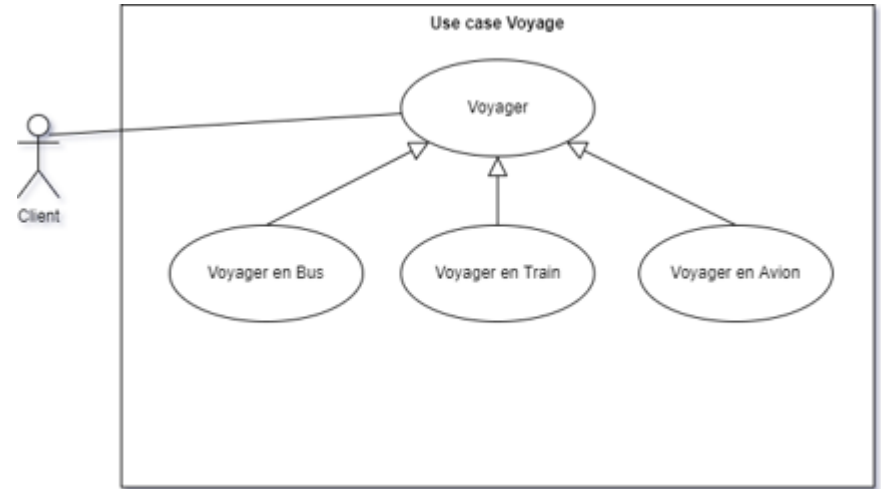 Use case Voyage
Voyager
Client
Voyager en Bus
Voyager en Train
Voyager en Avion